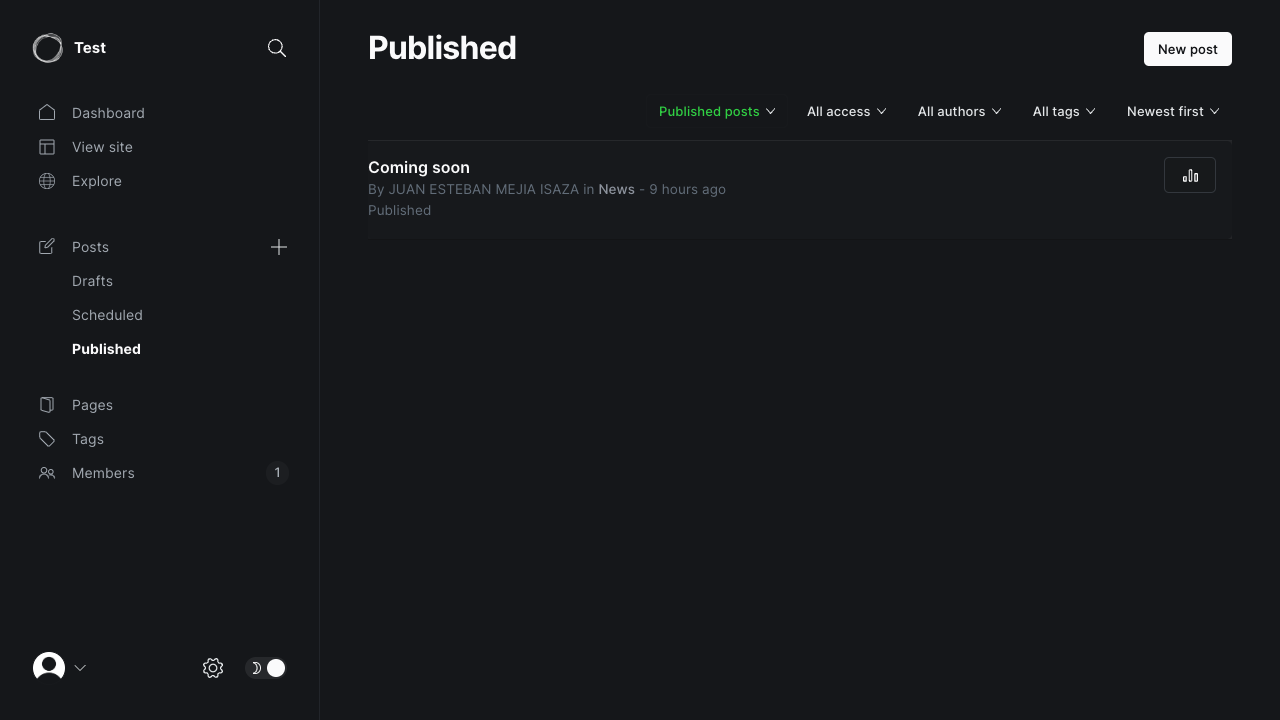 Test
Dashboard
View site
Explore
Posts
Drafts
Scheduled
Published
Pages
Tags
Members 1
Published
New post
Published posts All access All authors All tags Newest first
Coming soon
By JUAN ESTEBAN MEJIA ISAZA in News - 9 hours ago
Published